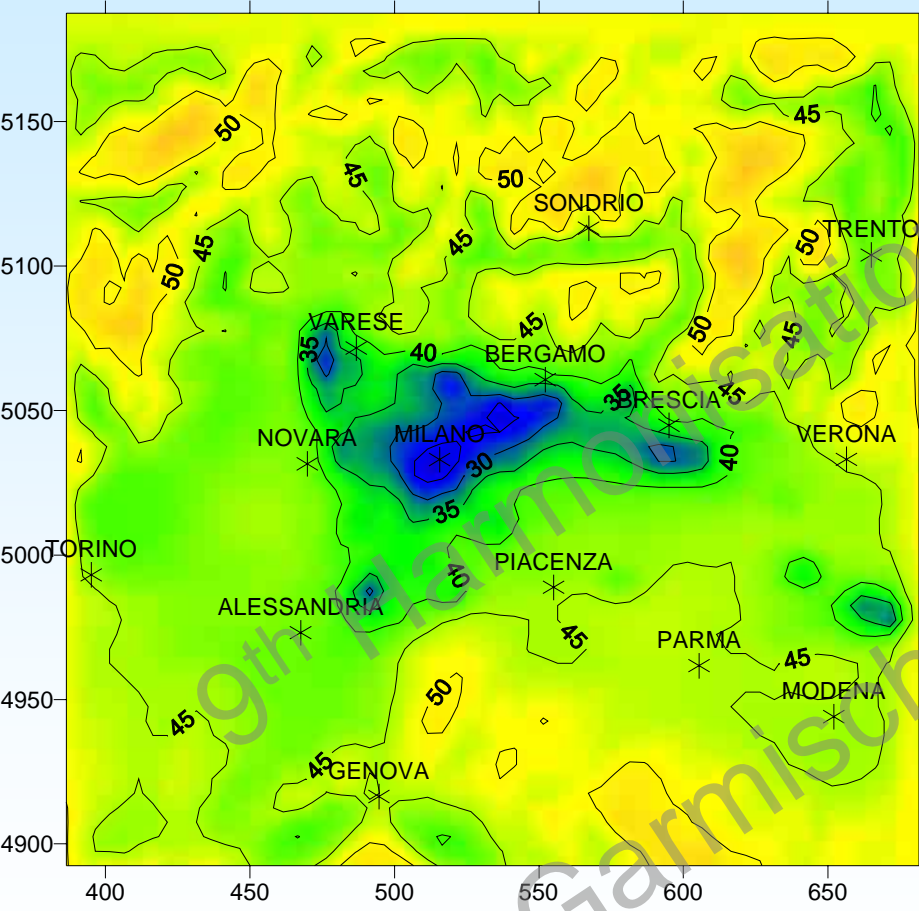 5150
50
45
45
50
SONDRIO
TRENTO
5100
50
45
45
50
VARESE
35
40
45
BERGAMO
50
45
5050
35
BRESCIA
45
NOVARA
MILANO
30
40
VERONA
35
5000
TORINO
40
PIACENZA
ALESSANDRIA
45
PARMA
45
4950
50
MODENA
45
45
GENOVA
4900
400
450
500
550
600
650
9th Harmonisatio
Garmisch